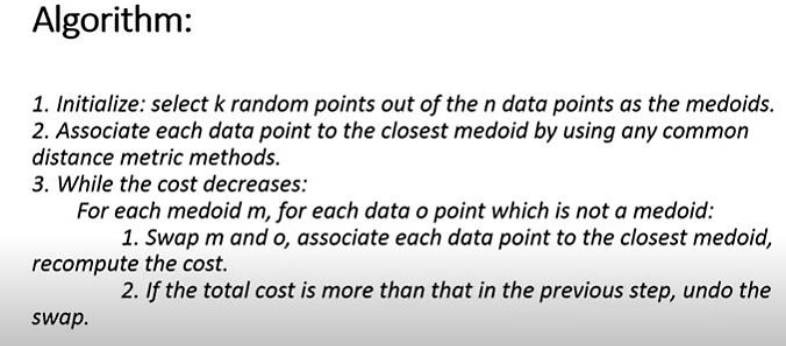 Algorithm:
1. Initialize: select k random points out of the n data points as the medoids.
2. Associate each data point to the closest medoid by using any common
distance metric methods.
3. While the cost decreases:
For each medoid m, for each data o point which is not a medoid:
1. Swap m and o, associate each data point to the closest medoid,
recompute the cost.
2. If the total cost is more than that in the previous step, undo the
swap.